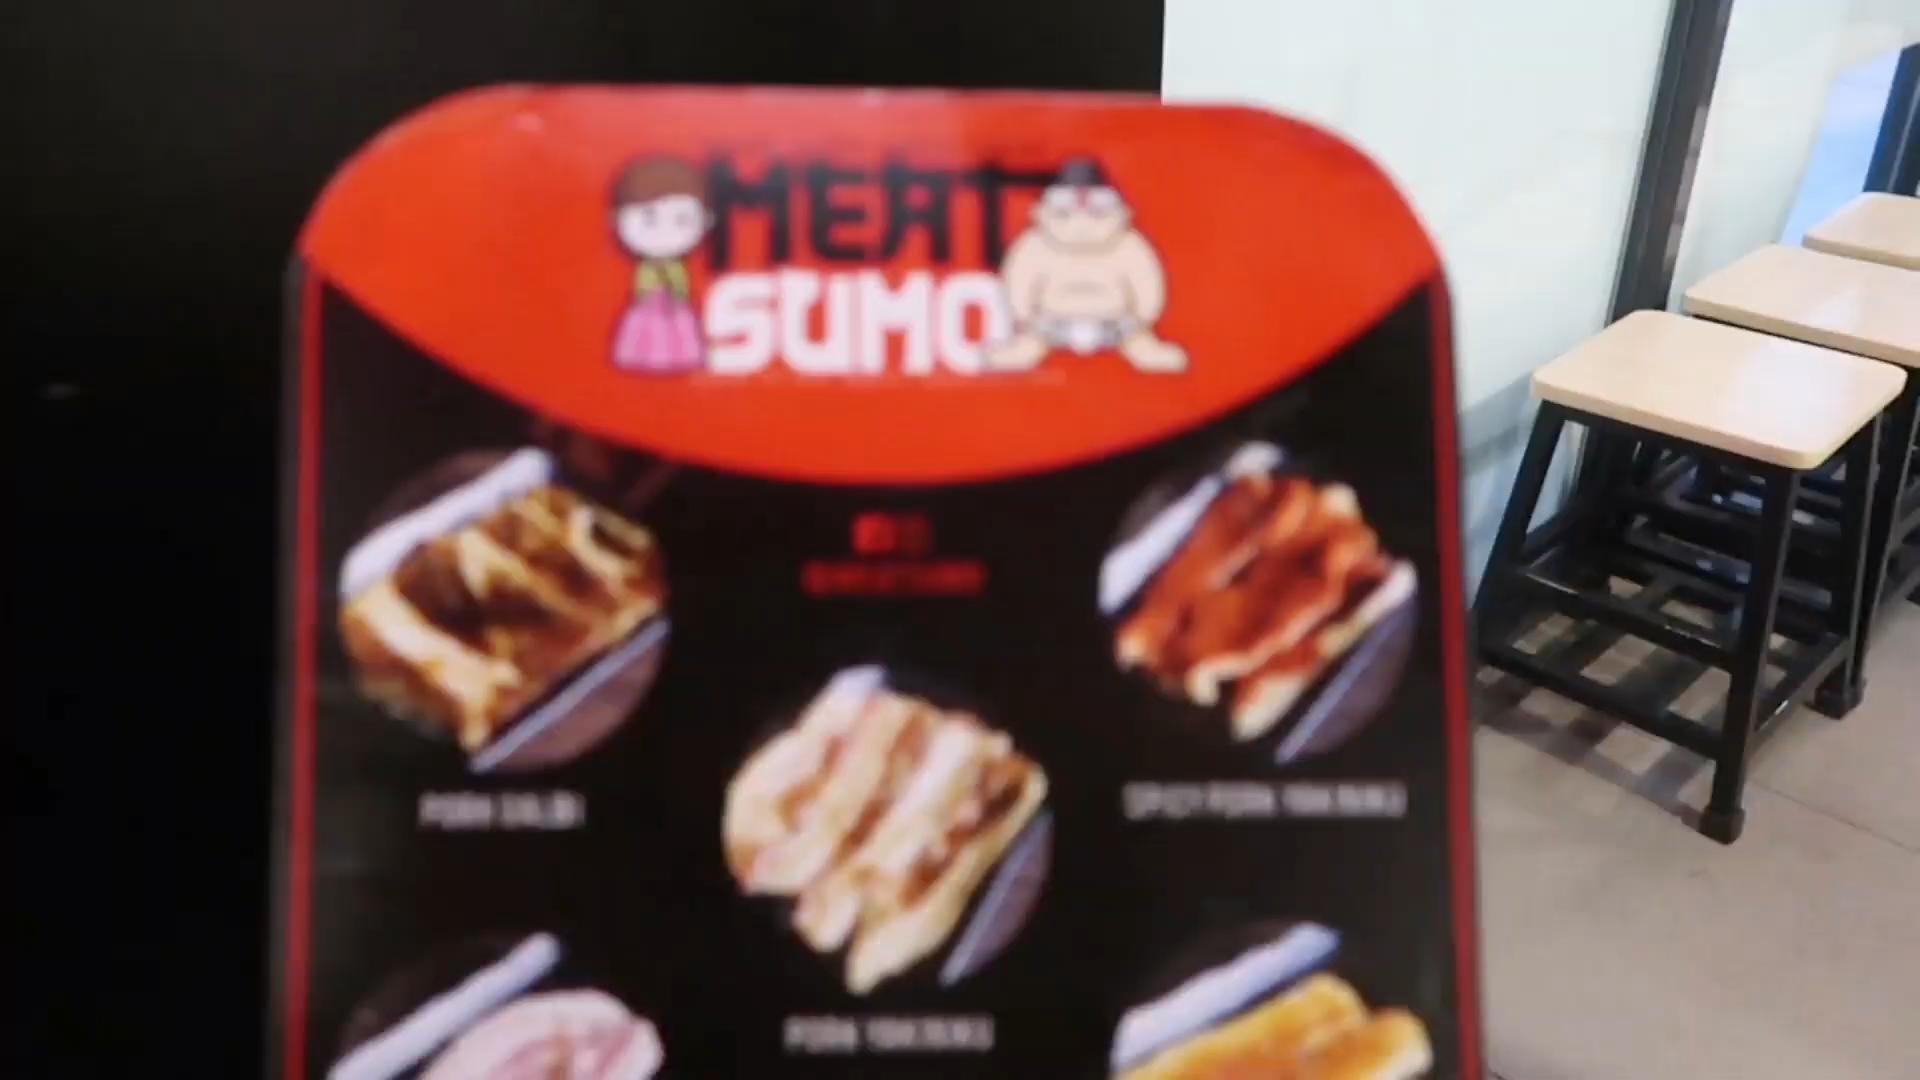 MEAT
SUMO
PORK GALBI
SPICY PORK YAKINIKU
PORK YAKINIKU